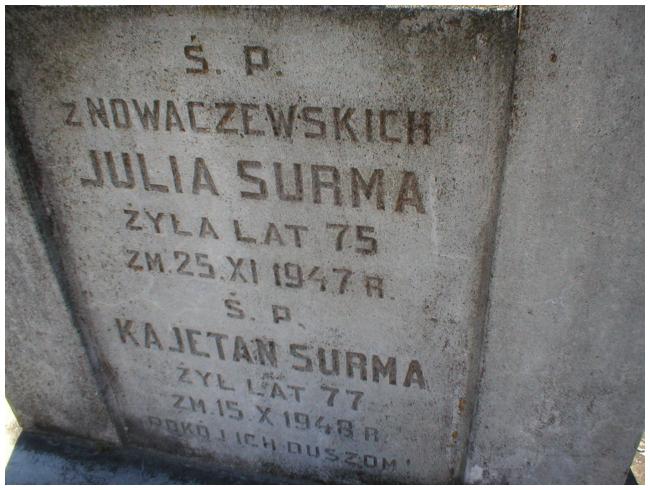 Ś. P.
Z NOWACZEWSKICH
JULIA SURMA
ŻYŁA LAT 75
ZM. 25. XI 1947 R.
Ś. P.
KAJETAN SURMA
ŻYŁ LAT 77
ZM. 15. X 1948 R.
POKÓJ ICH DUSZOM!